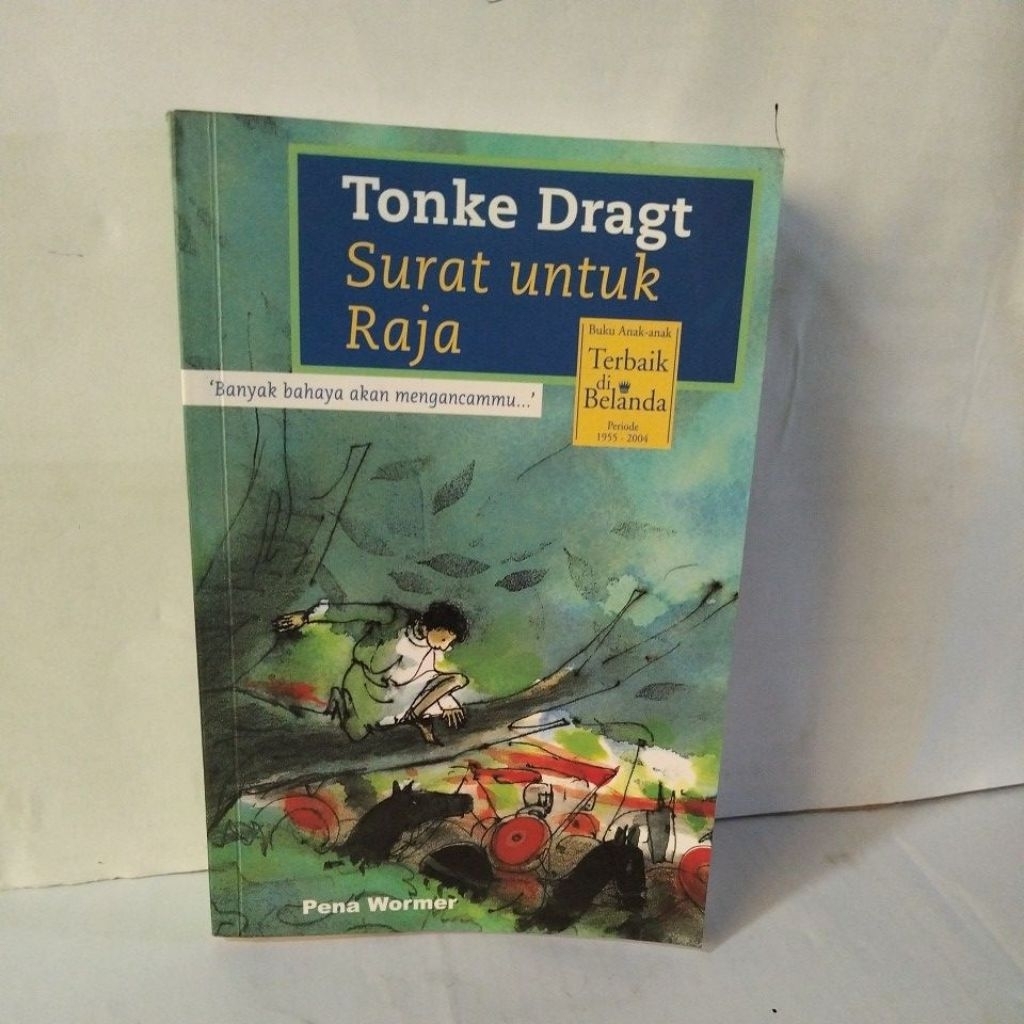 Tonke Dragt
Surat untuk
Raja
Buku Anak-anak
Terbaik
di
Belanda
Periode
1955 - 2004
'Banyak bahaya akan mengancammu...'
Pena Wormer